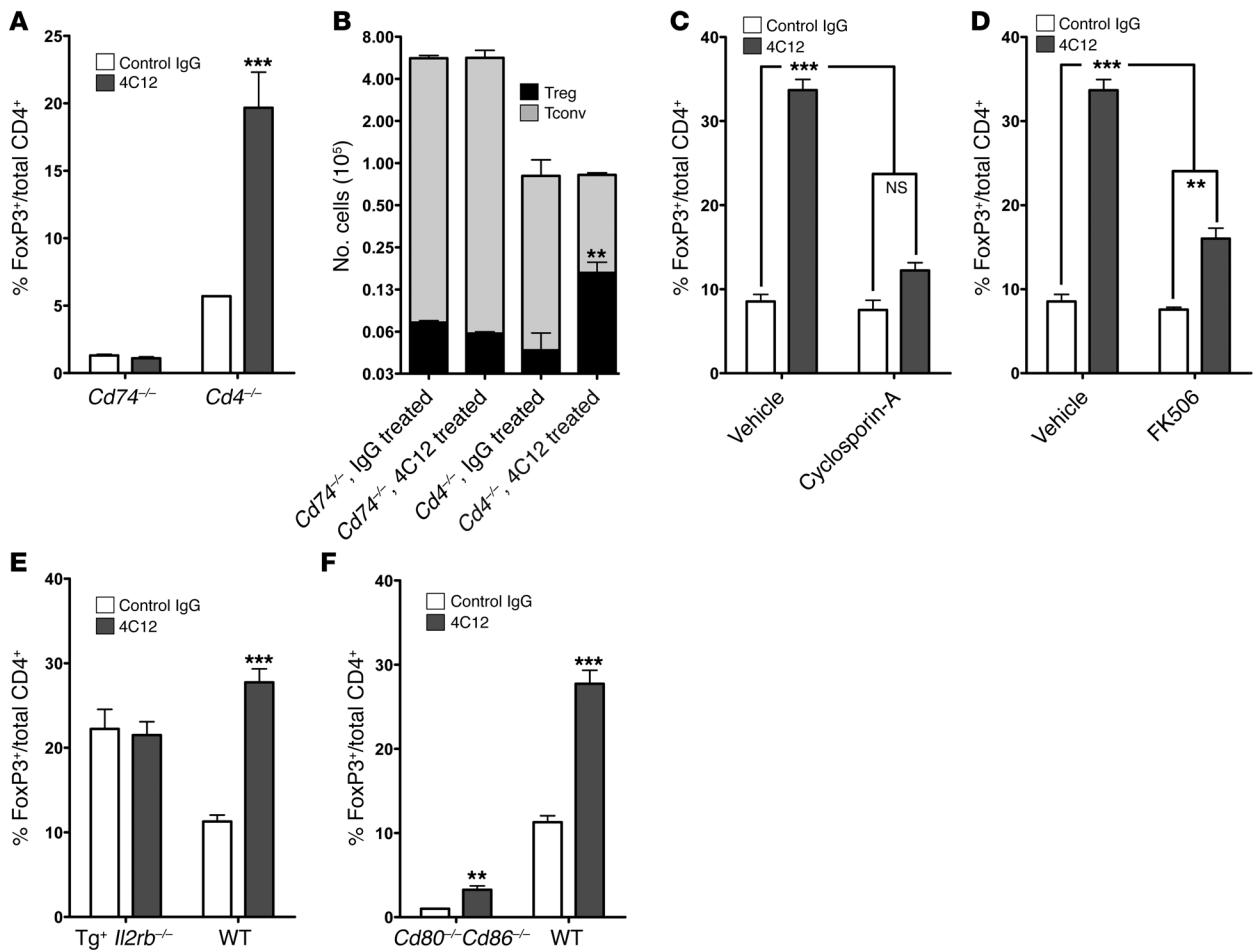 A
25
20
15
10
5
0
% FoxP3⁺/total CD4⁺
Control IgG
4C12
***
Cd74⁻/⁻
Cd4⁻/⁻
B
8.00
4.00
2.00
1.00
0.50
0.25
0.13
0.06
0.03
No. cells (10⁵)
Treg
Tconv
**
Cd74⁻/⁻, IgG treated
Cd74⁻/⁻, 4C12 treated
Cd4⁻/⁻, IgG treated
Cd4⁻/⁻, 4C12 treated
C
Control IgG
4C12
40
30
20
10
0
% FoxP3⁺/total CD4⁺
***
NS
Vehicle
Cyclosporin-A
D
Control IgG
4C12
40
30
20
10
0
% FoxP3⁺/total CD4⁺
***
**
Vehicle
FK506
E
40
30
20
10
0
% FoxP3⁺/total CD4⁺
Control IgG
4C12
***
Tg⁺ Il2rb⁻/⁻
WT
F
40
30
20
10
0
% FoxP3⁺/total CD4⁺
Control IgG
4C12
**
***
Cd80⁻/⁻Cd86⁻/⁻
WT